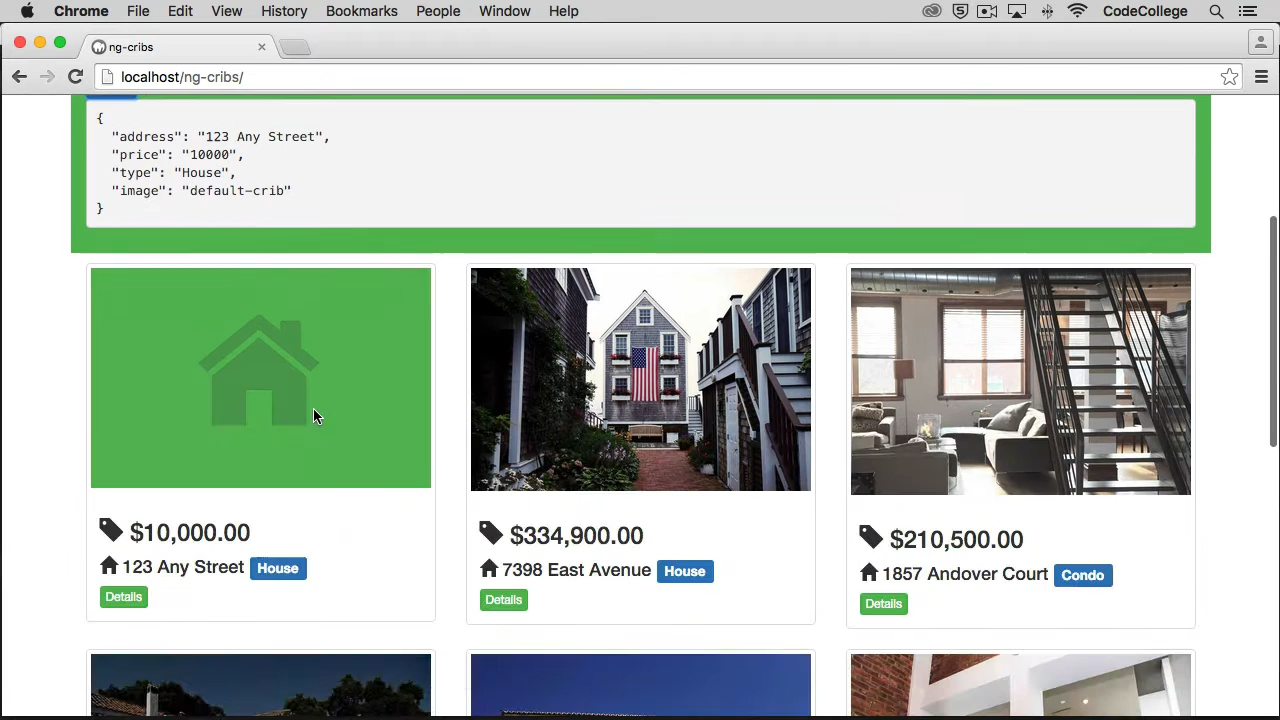 Chrome File Edit View History Bookmarks People Window Help CodeCollege
ng-cribs
localhost/ng-cribs/
{
"address": "123 Any Street",
"price": "10000",
"type": "House",
"image": "default-crib"
}
$10,000.00
123 Any Street House
Details
$334,900.00
7398 East Avenue House
Details
$210,500.00
1857 Andover Court Condo
Details